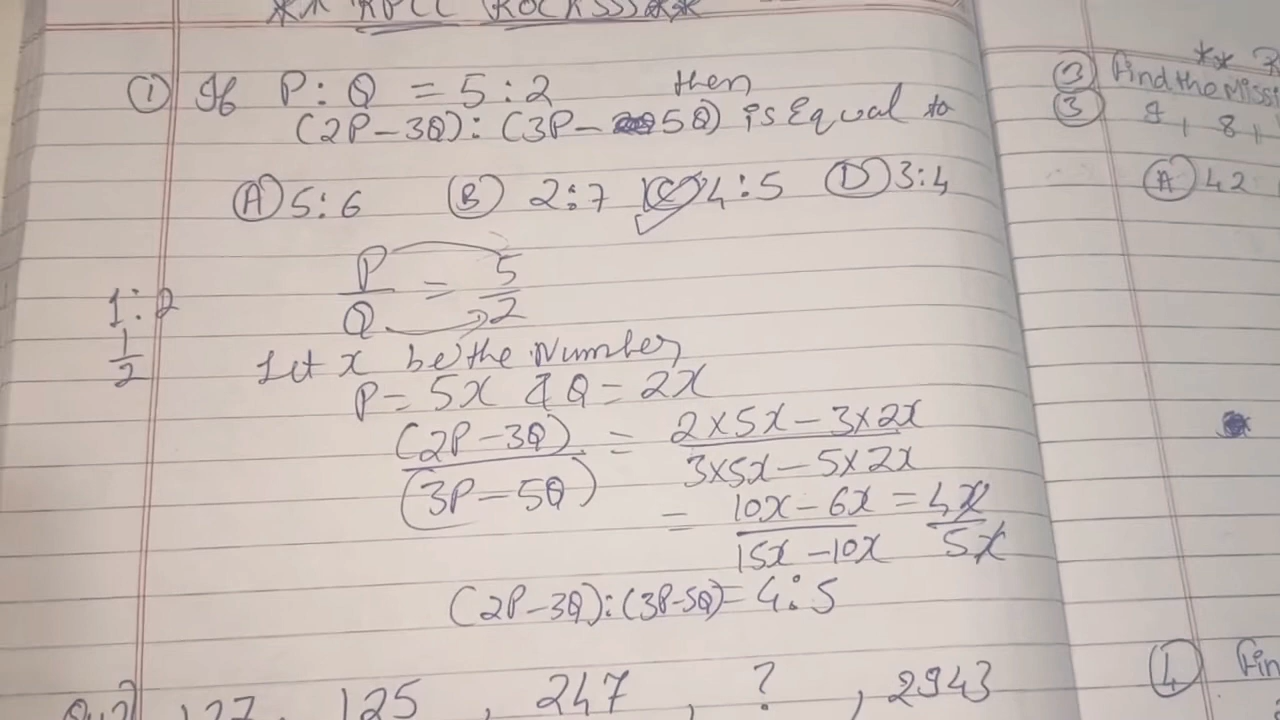 ** RPCC ROCKSSS**
① If P : Q = 5 : 2 then
(2P - 3Q) : (3P - 5Q) is Equal to
Ⓐ 5 : 6 Ⓑ 2 : 7 Ⓒ 4 : 5 Ⓓ 3 : 4
P/Q = 5/2
1 : 2
1/2
Let x be the Number
P = 5x & Q = 2x
(2P - 3Q)/(3P - 5Q) = 2×5x - 3×2x/3×5x - 5×2x
= 10x - 6x/15x - 10x = 4x/5x
(2P - 3Q) : (3P - 5Q) = 4 : 5
125 , 247 , ? , 2943
**
② Find the Missi
③ 8 ,
Ⓐ 42
④ Fin